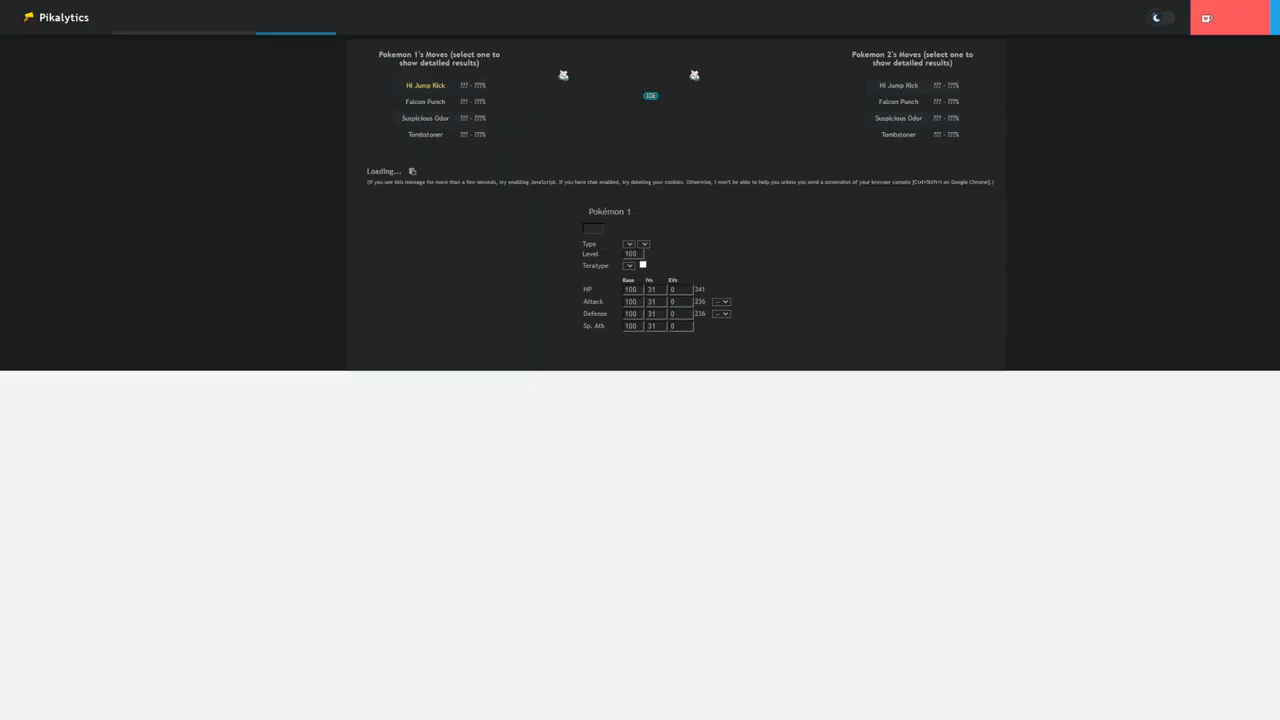 Pikalytics
Pokemon 1's Moves (select one to
show detailed results)
Hi Jump Kick ??? - ???%
Falcon Punch ??? - ???%
Suspicious Odor ??? - ???%
Tombstoner ??? - ???%
Pokemon 2's Moves (select one to
show detailed results)
Hi Jump Kick ??? - ???%
Falcon Punch ??? - ???%
Suspicious Odor ??? - ???%
Tombstoner ??? - ???%
Loading...
(If you see this message for more than a few seconds, try enabling JavaScript. If you have that enabled, try deleting your cookies. Otherwise, I won't be able to help you unless you send a screenshot of your browser console [Ctrl+Shift+I on Google Chrome].)
Pokémon 1
Type
Level 100
Teratype
Base IVs EVs
HP 100 31 0 341
Attack 100 31 0 236 --
Defense 100 31 0 236 --
Sp. Atk 100 31 0